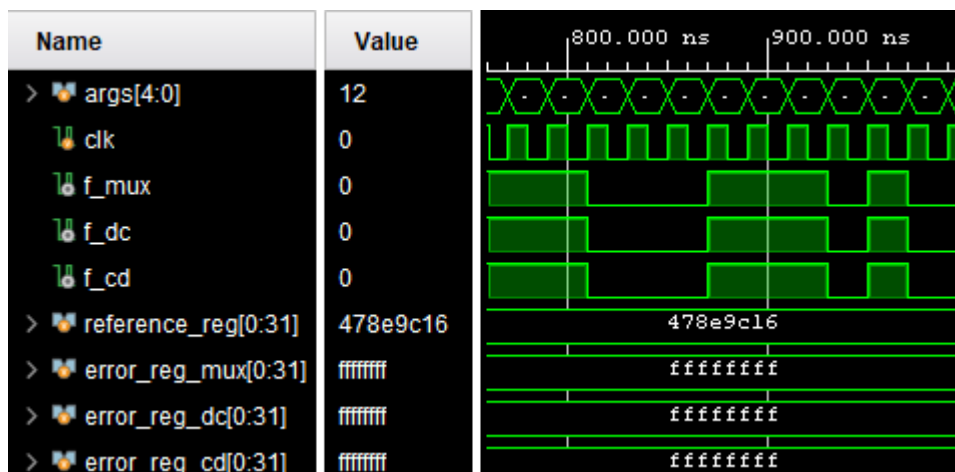 Name Value 800.000 ns 900.000 ns
args[4:0] 12
clk 0
f_mux 0
f_dc 0
f_cd 0
reference_reg[0:31] 478e9c16 478e9c16
error_reg_mux[0:31] ffffffff ffffffff
error_reg_dc[0:31] ffffffff ffffffff
error_reg_cd[0:31] ffffffff ffffffff